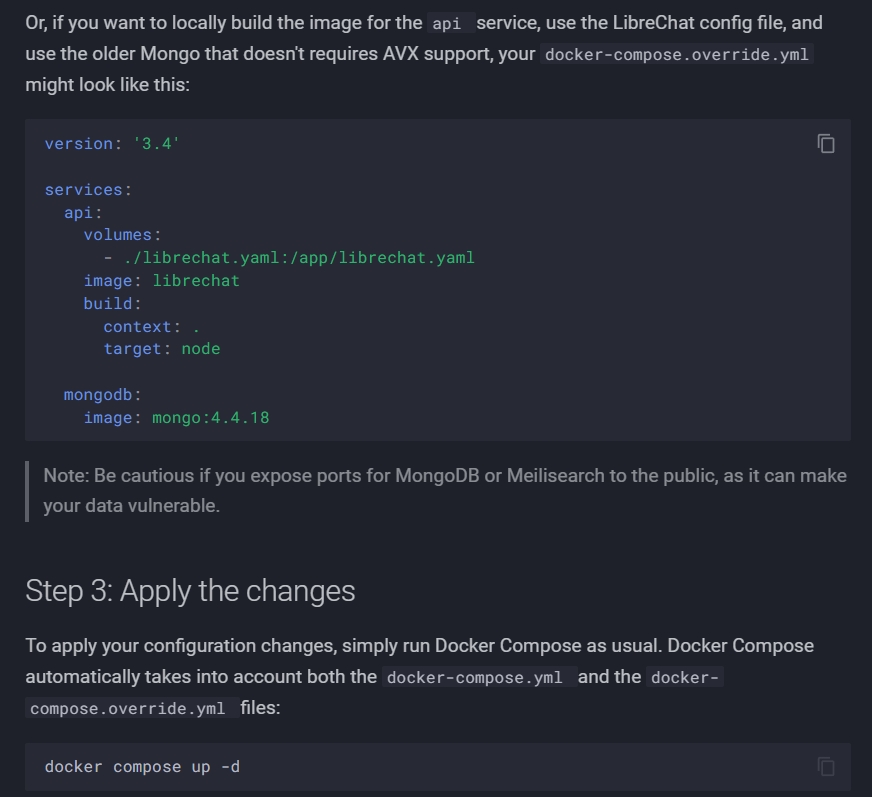 Or, if you want to locally build the image for the api service, use the LibreChat config file, and
use the older Mongo that doesn't requires AVX support, your docker-compose.override.yml
might look like this:
version: '3.4'
services:
  api:
    volumes:
      - ./librechat.yaml:/app/librechat.yaml
    image: librechat
    build:
      context: .
      target: node
  mongodb:
    image: mongo:4.4.18
Note: Be cautious if you expose ports for MongoDB or Meilisearch to the public, as it can make
your data vulnerable.
Step 3: Apply the changes
To apply your configuration changes, simply run Docker Compose as usual. Docker Compose
automatically takes into account both the docker-compose.yml and the docker-
compose.override.yml files:
docker compose up -d